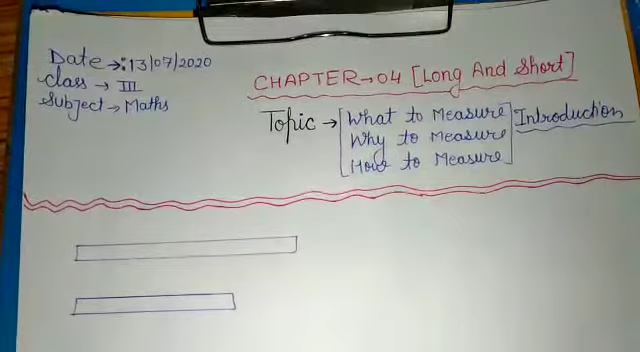 Date →: 13/07/2020
Class → III
Subject → Maths
CHAPTER → 04 [Long And Short]
Topic → [What to Measure] Introduction
Why to Measure
How to Measure